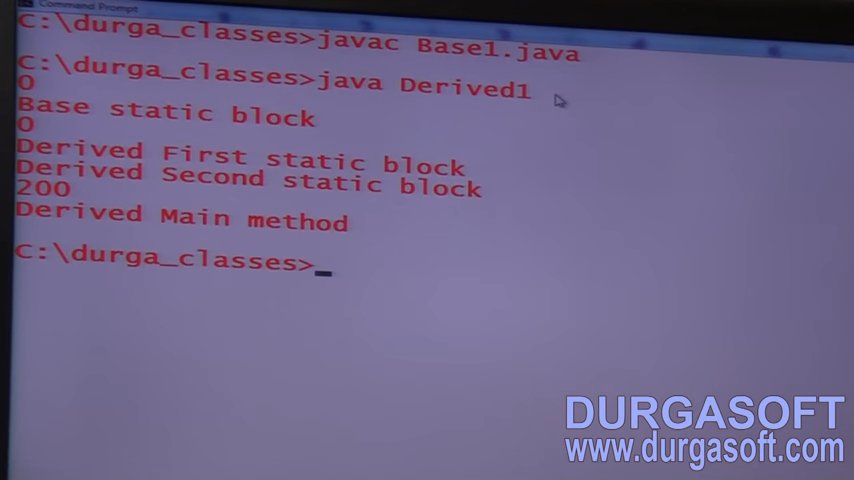 Command Prompt
C:\durga_classes>javac Base1.java
C:\durga_classes>java Derived1
0
Base static block
0
Derived First static block
Derived Second static block
200
Derived Main method
C:\durga_classes>_
DURGASOFT
www.durgasoft.com